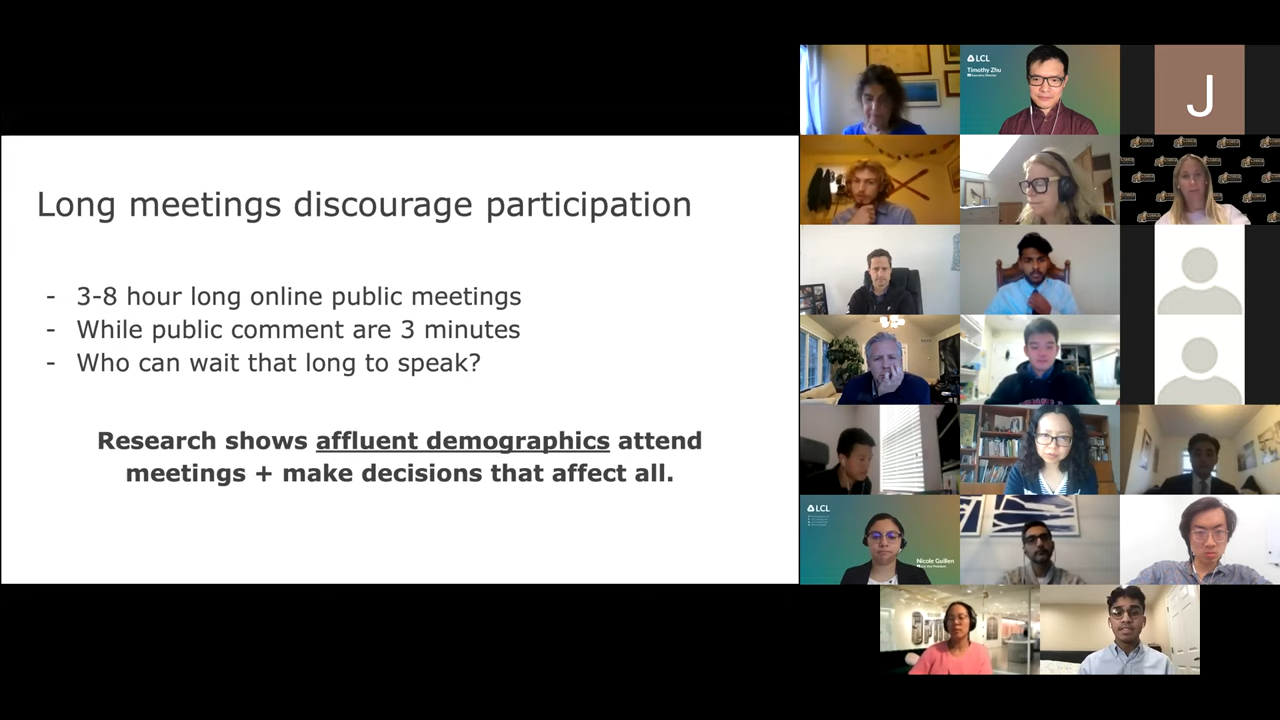 Long meetings discourage participation
- 3-8 hour long online public meetings
- While public comment are 3 minutes
- Who can wait that long to speak?
Research shows affluent demographics attend
meetings + make decisions that affect all.
LCL
Timothy Zhu
Executive Director
J
LCL
Nicole Guillen